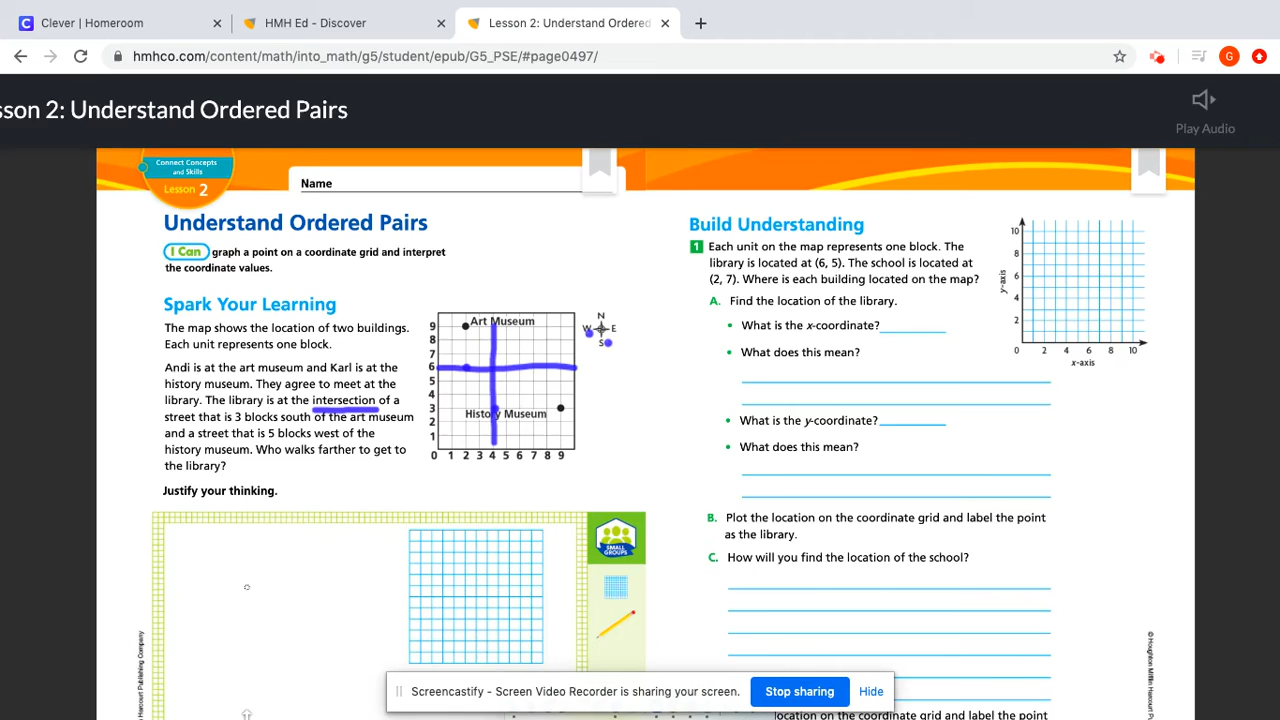 Clever | Homeroom
HMH Ed - Discover
Lesson 2: Understand Ordered
hmhco.com/content/math/into_math/g5/student/epub/G5_PSE/#page0497/
G
sson 2: Understand Ordered Pairs
Play Audio
Connect Concepts
and Skills
Lesson 2
Name
Understand Ordered Pairs
I Can graph a point on a coordinate grid and interpret
the coordinate values.
Spark Your Learning
The map shows the location of two buildings.
Each unit represents one block.
Andi is at the art museum and Karl is at the
history museum. They agree to meet at the
library. The library is at the intersection of a
street that is 3 blocks south of the art museum
and a street that is 5 blocks west of the
history museum. Who walks farther to get to
the library?
Justify your thinking.
Art Museum
History Museum
9
8
7
6
5
4
3
2
1
0 1 2 3 4 5 6 7 8 9
N
W E
S
SMALL
GROUPS
Build Understanding
1 Each unit on the map represents one block. The
library is located at (6, 5). The school is located at
(2, 7). Where is each building located on the map?
A. Find the location of the library.
• What is the x-coordinate?
• What does this mean?
• What is the y-coordinate?
• What does this mean?
B. Plot the location on the coordinate grid and label the point
as the library.
C. How will you find the location of the school?
10
8
6
4
2
0 2 4 6 8 10
y-axis
x-axis
n Harcourt Publishing Company
© Houghton Mifflin Harcourt Pu
Screencastify - Screen Video Recorder is sharing your screen.
Stop sharing
Hide
location on the coordinate grid and label the point